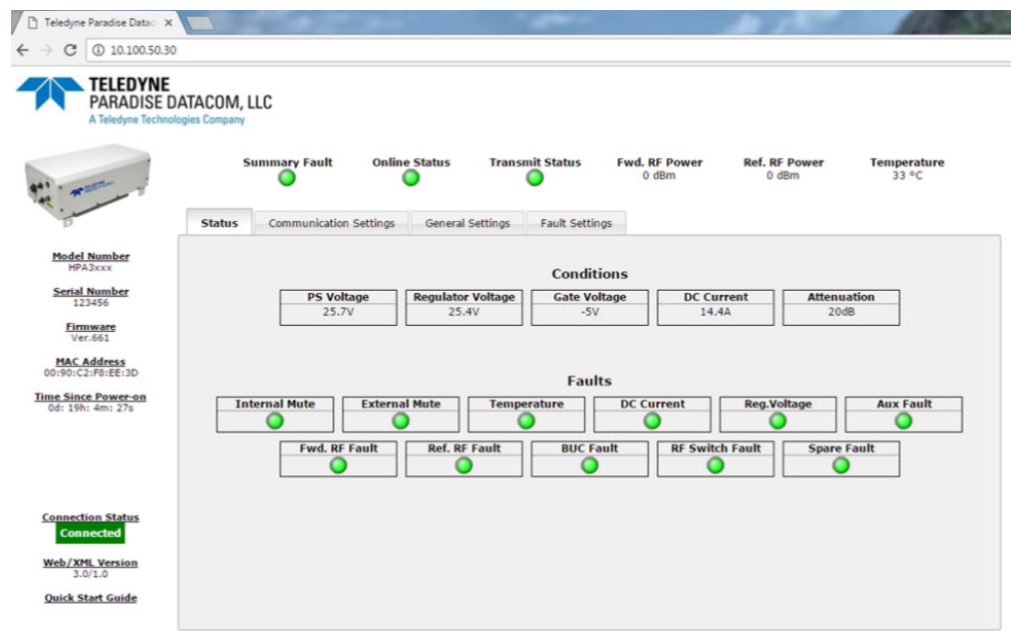 Teledyne Paradise Datac
10.100.50.30
TELEDYNE
PARADISE DATACOM, LLC
A Teledyne Technologies Company
Summary Fault Online Status Transmit Status Fwd. RF Power Ref. RF Power Temperature
0 dBm 0 dBm 33 °C
Status Communication Settings General Settings Fault Settings
Model Number
HPA3xxx
Serial Number
123456
Firmware
Ver.661
MAC Address
00:90:C2:F8:EE:3D
Time Since Power-on
0d: 19h: 4m: 27s
Conditions
PS Voltage Regulator Voltage Gate Voltage DC Current Attenuation
25.7V 25.4V -5V 14.4A 20dB
Faults
Internal Mute External Mute Temperature DC Current Reg.Voltage Aux Fault
Fwd. RF Fault Ref. RF Fault BUC Fault RF Switch Fault Spare Fault
Connection Status
Connected
Web/XML Version
3.0/1.0
Quick Start Guide